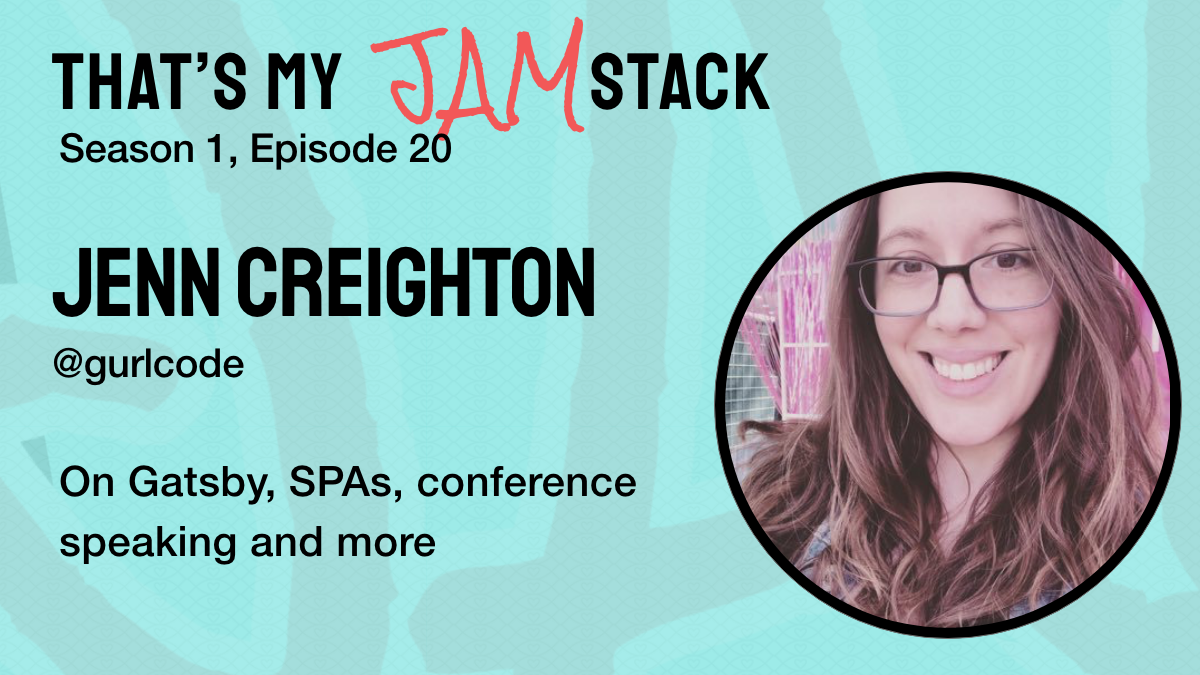 THAT'S MY JAMSTACK
Season 1, Episode 20
JENN CREIGHTON
@gurlcode
On Gatsby, SPAs, conference
speaking and more